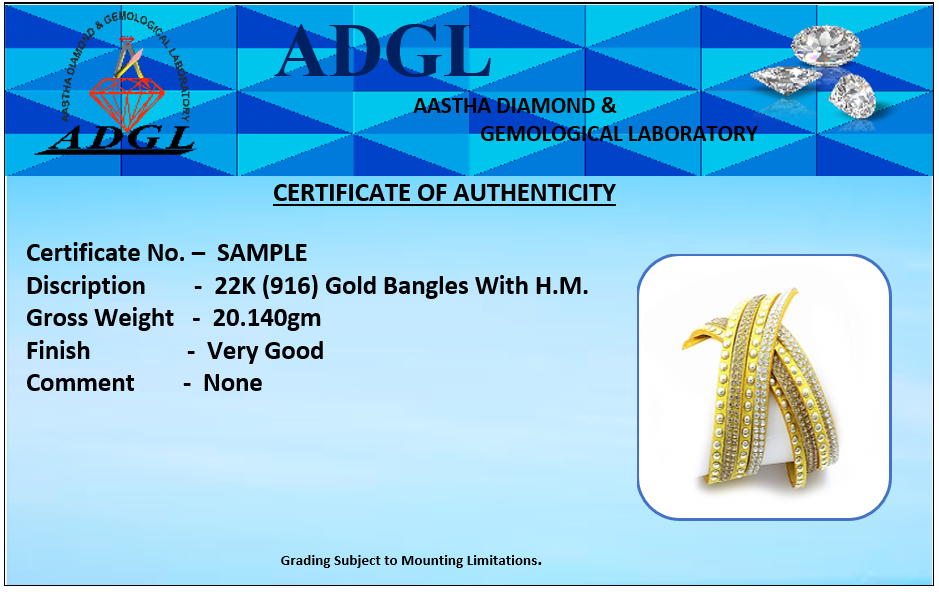 AASTHA DIAMOND & GEMOLOGICAL LABORATORY
ADGL
ADGL
AASTHA DIAMOND &
GEMOLOGICAL LABORATORY
CERTIFICATE OF AUTHENTICITY
Certificate No. – SAMPLE
Discription - 22K (916) Gold Bangles With H.M.
Gross Weight - 20.140gm
Finish - Very Good
Comment - None
Grading Subject to Mounting Limitations.